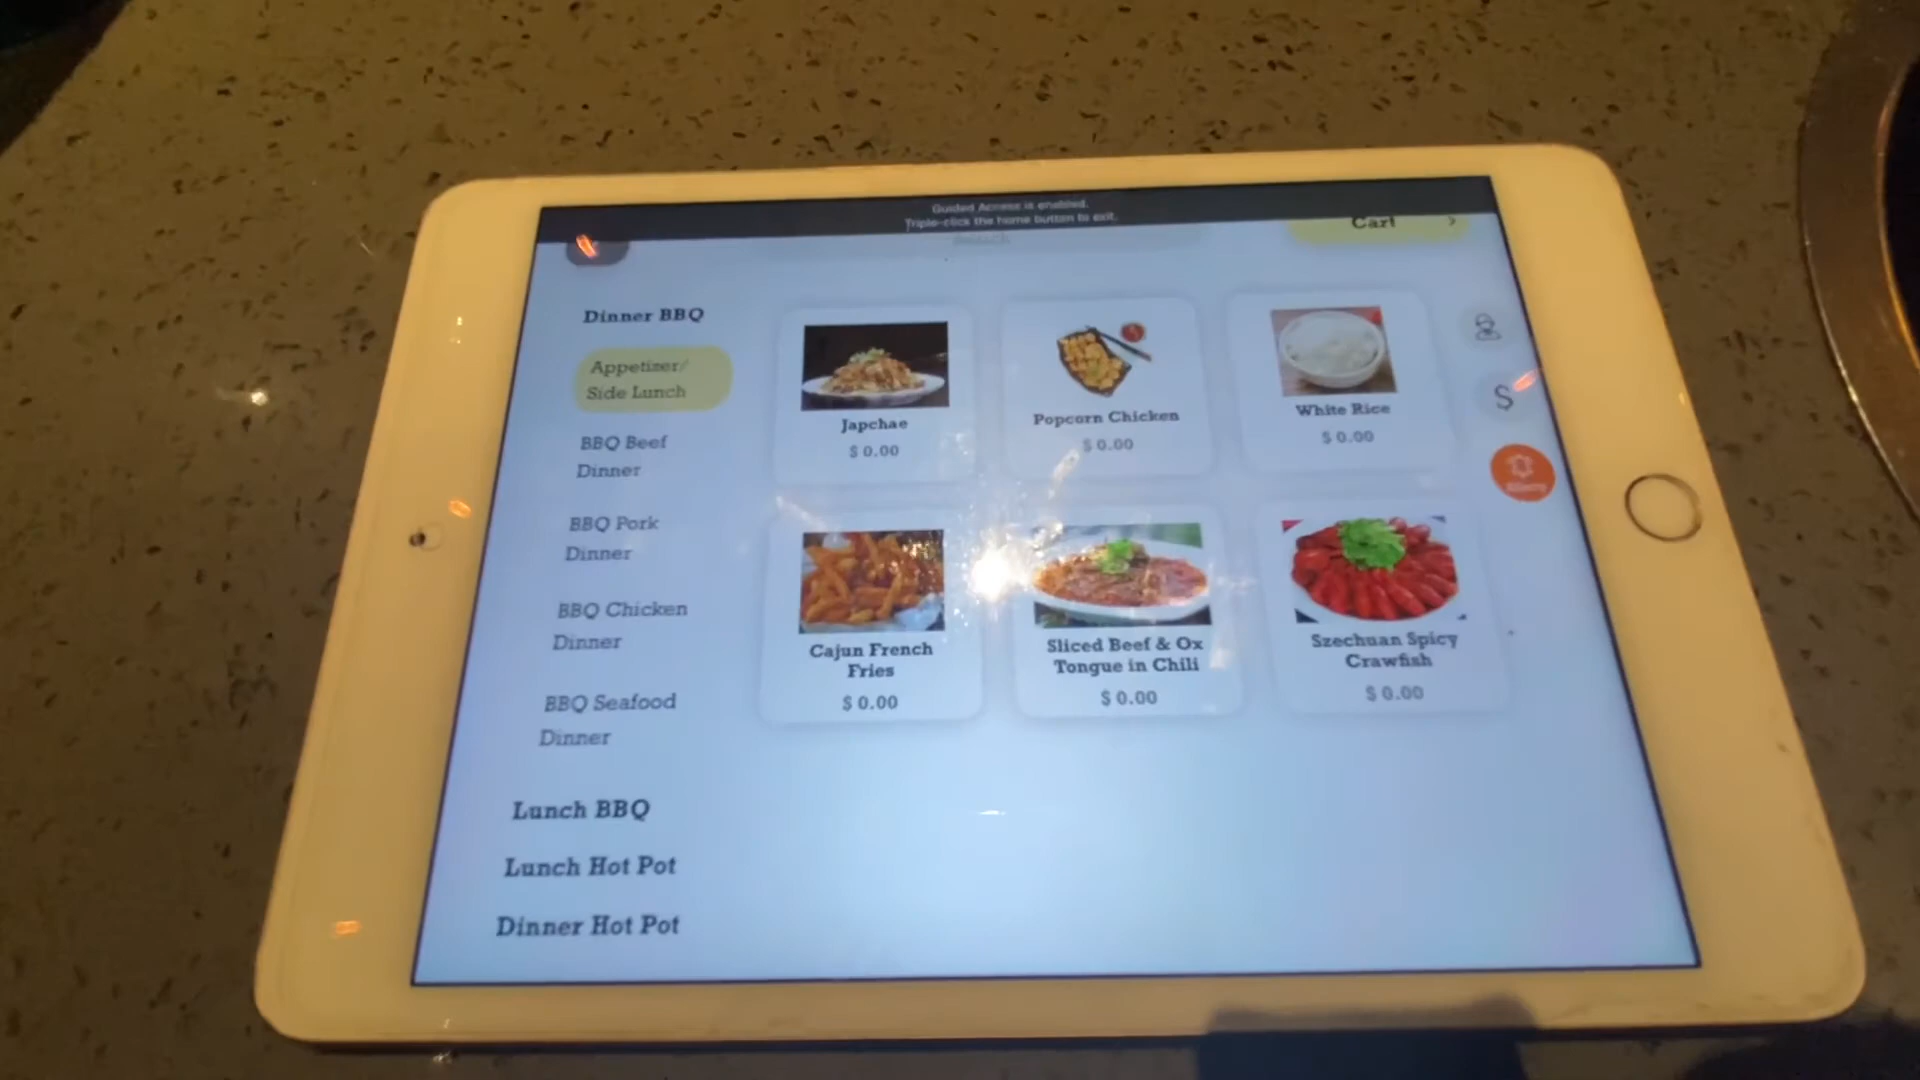 Guided Access is enabled.
Triple-click the home button to exit.
Cart
Dinner BBQ
Appetizer/
Side Lunch
BBQ Beef
Dinner
BBQ Pork
Dinner
BBQ Chicken
Dinner
BBQ Seafood
Dinner
Lunch BBQ
Lunch Hot Pot
Dinner Hot Pot
Japchae
$ 0.00
Popcorn Chicken
$ 0.00
White Rice
$ 0.00
Cajun French
Fries
$ 0.00
Sliced Beef & Ox
Tongue in Chili
$ 0.00
Szechuan Spicy
Crawfish
$ 0.00
$